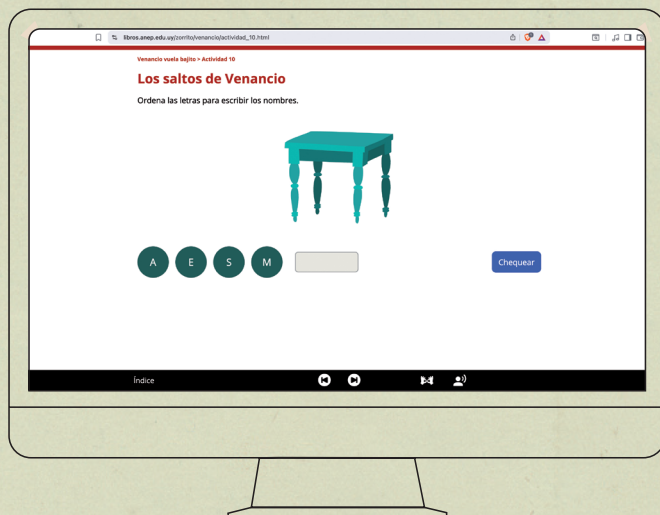 libros.anep.edu.uy/zorrito/venancio/actividad_10.html
Venancio vuela bajito > Actividad 10
Los saltos de Venancio
Ordena las letras para escribir los nombres.
A E S M
Chequear
Índice